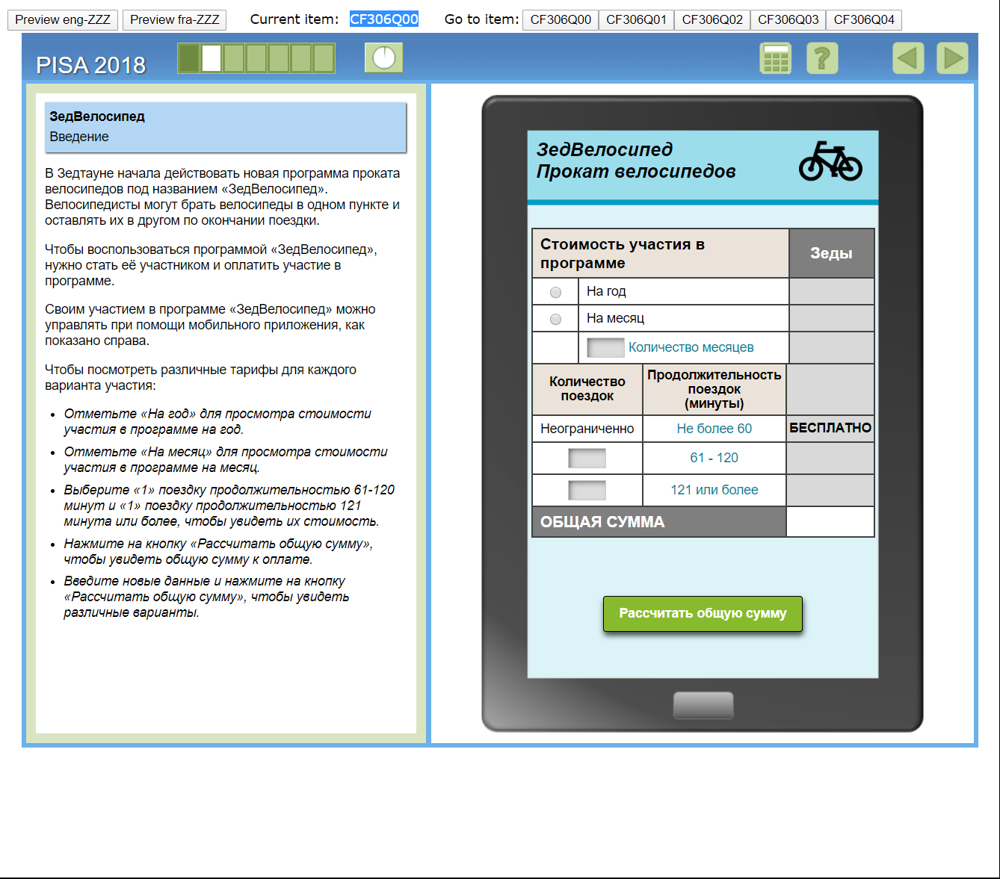 Preview eng-ZZZ Preview fra-ZZZ Current item: CF306Q00 Go to item: CF306Q00 CF306Q01 CF306Q02 CF306Q03 CF306Q04
PISA 2018
?
ЗедВелосипед
Введение
В Зедтауне начала действовать новая программа проката
велосипедов под названием «ЗедВелосипед».
Велосипедисты могут брать велосипеды в одном пункте и
оставлять их в другом по окончании поездки.
Чтобы воспользоваться программой «ЗедВелосипед»,
нужно стать её участником и оплатить участие в
программе.
Своим участием в программе «ЗедВелосипед» можно
управлять при помощи мобильного приложения, как
показано справа.
Чтобы посмотреть различные тарифы для каждого
варианта участия:
• Отметьте «На год» для просмотра стоимости
участия в программе на год.
• Отметьте «На месяц» для просмотра стоимости
участия в программе на месяц.
• Выберите «1» поездку продолжительностью 61-120
минут и «1» поездку продолжительностью 121
минута или более, чтобы увидеть их стоимость.
• Нажмите на кнопку «Рассчитать общую сумму»,
чтобы увидеть общую сумму к оплате.
• Введите новые данные и нажмите на кнопку
«Рассчитать общую сумму», чтобы увидеть
различные варианты.
ЗедВелосипед
Прокат велосипедов
Стоимость участия в
программе
Зеды
На год
На месяц
Количество месяцев
Количество
поездок
Продолжительность
поездок
(минуты)
Неограниченно Не более 60 БЕСПЛАТНО
61 - 120
121 или более
ОБЩАЯ СУММА
Рассчитать общую сумму